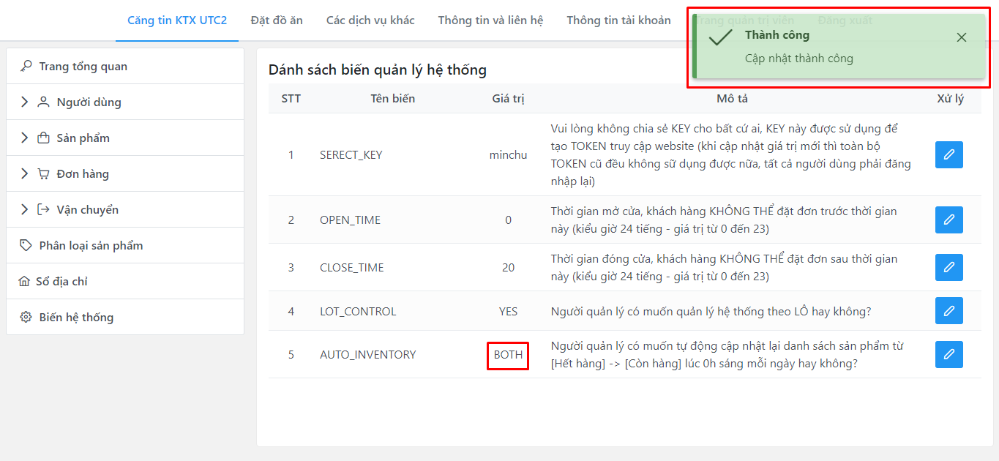 Căng tin KTX UTC2 Đặt đồ ăn Các dịch vụ khác Thông tin và liên hệ Thông tin tài khoản Trang quản trị viên Đăng xuất
Thành công
Cập nhật thành công
Trang tổng quan
Người dùng
Sản phẩm
Đơn hàng
Vận chuyển
Phân loại sản phẩm
Sổ địa chỉ
Biến hệ thống
Dánh sách biến quản lý hệ thống
STT Tên biến Giá trị Mô tả Xử lý
1 SERECT_KEY minchu
Vui lòng không chia sẻ KEY cho bất cứ ai, KEY này được sử dụng để
tạo TOKEN truy cập website (khi cập nhật giá trị mới thì toàn bộ
TOKEN cũ đều không sữ dụng được nữa, tất cả người dùng phải đăng
nhập lại)
2 OPEN_TIME 0
Thời gian mở cửa, khách hàng KHÔNG THỂ đặt đơn trước thời gian
này (kiểu giờ 24 tiếng - giá trị từ 0 đến 23)
3 CLOSE_TIME 20
Thời gian đóng cửa, khách hàng KHÔNG THỂ đặt đơn sau thời gian
này (kiểu giờ 24 tiếng - giá trị từ 0 đến 23)
4 LOT_CONTROL YES Người quản lý có muốn quản lý hệ thống theo LÔ hay không?
5 AUTO_INVENTORY BOTH
Người quản lý có muốn tự động cập nhật lại danh sách sản phẩm từ
[Hết hàng] -> [Còn hàng] lúc 0h sáng mỗi ngày hay không?